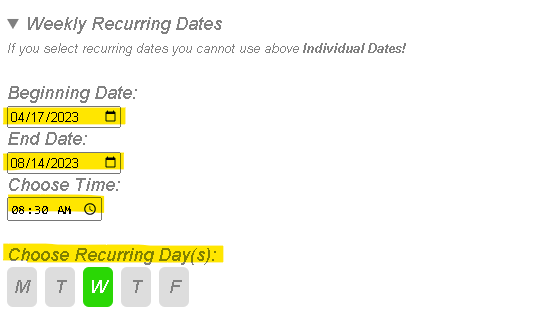 ▼ Weekly Recurring Dates
If you select recurring dates you cannot use above Individual Dates!
Beginning Date:
04/17/2023
End Date:
08/14/2023
Choose Time:
08:30 AM
Choose Recurring Day(s):
M T W T F